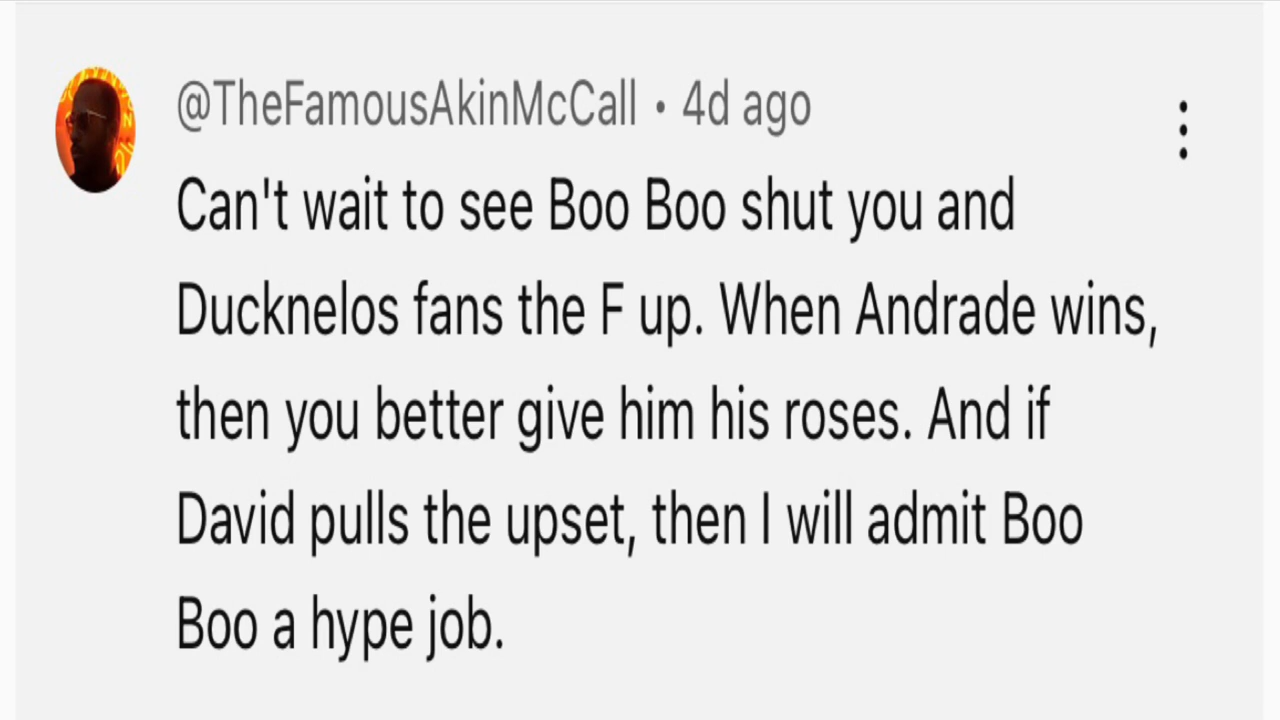 @TheFamousAkinMcCall • 4d ago
Can't wait to see Boo Boo shut you and
Ducknelos fans the F up. When Andrade wins,
then you better give him his roses. And if
David pulls the upset, then I will admit Boo
Boo a hype job.